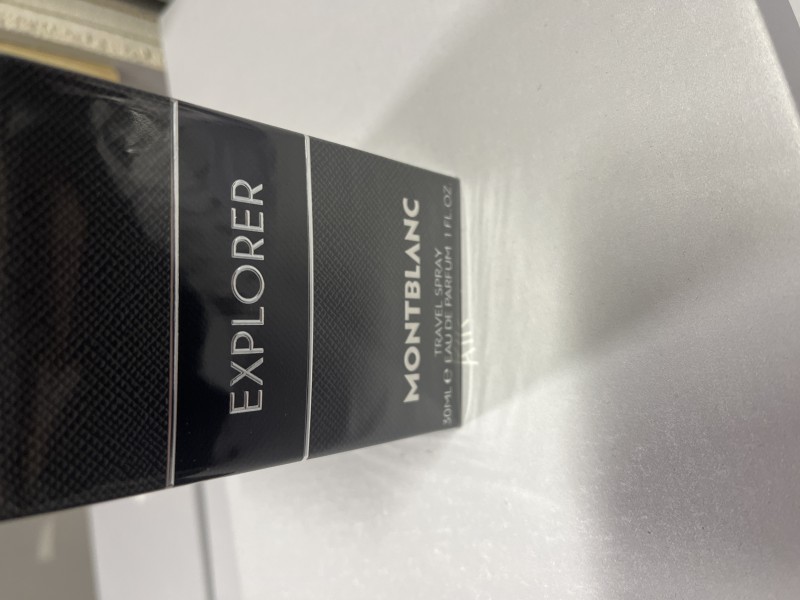 EXPLORER
MONTBLANC
TRAVEL SPRAY
30ML ℮ EAU DE PARFUM 1 FL OZ